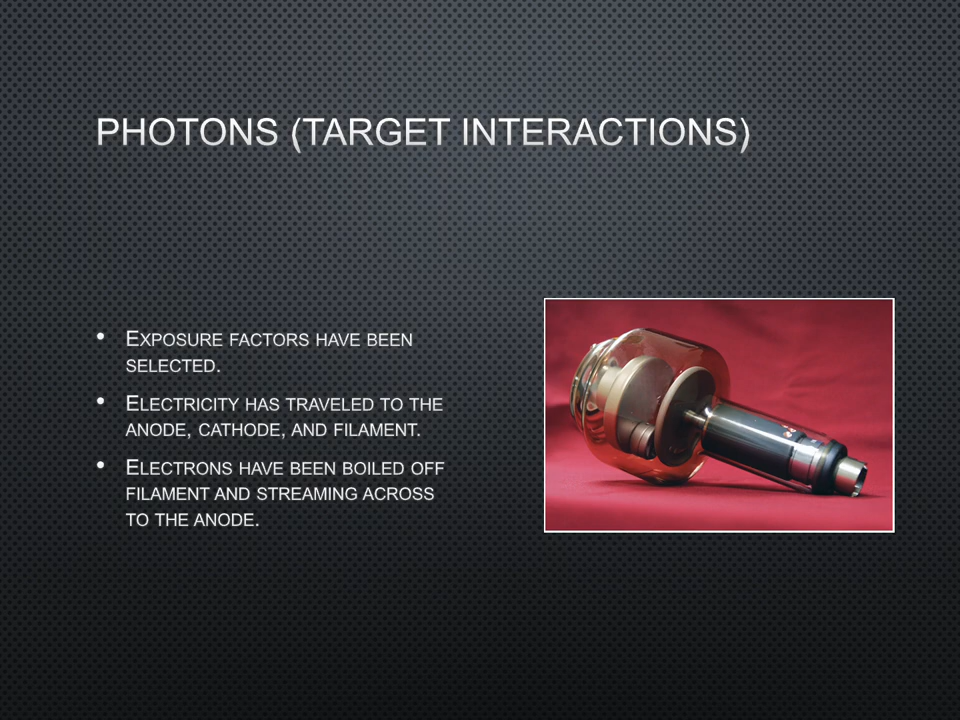 PHOTONS (TARGET INTERACTIONS)
• EXPOSURE FACTORS HAVE BEEN
SELECTED.
• ELECTRICITY HAS TRAVELED TO THE
ANODE, CATHODE, AND FILAMENT.
• ELECTRONS HAVE BEEN BOILED OFF
FILAMENT AND STREAMING ACROSS
TO THE ANODE.